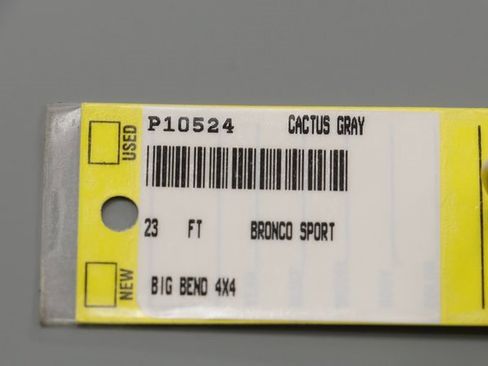 USED
P10524 CACTUS GRAY
23 FT BRONCO SPORT
NEW
BIG BEND 4X4